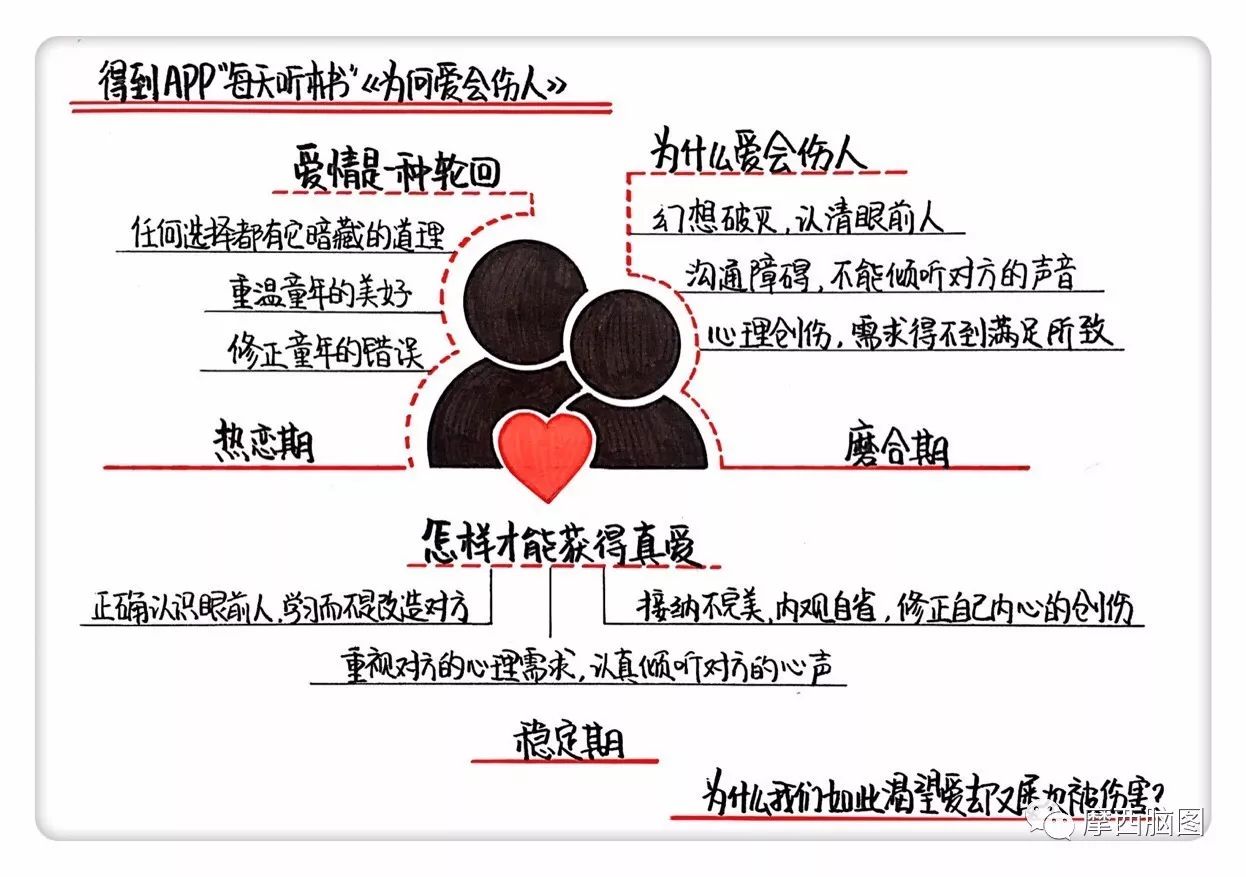 得到APP"每天听本书"《为何爱会伤人》
爱情是一种轮回
任何选择都有它暗藏的道理
重温童年的美好
修正童年的错误
热恋期
为什么爱会伤人
幻想破灭，认清眼前人
沟通障碍，不能倾听对方的声音
心理创伤，需求得不到满足所致
磨合期
怎样才能获得真爱
正确认识眼前人，学习而不是改造对方
接纳不完美，内观自省，修正自己内心的创伤
重视对方的心理需求，认真倾听对方的心声
稳定期
为什么我们如此渴望爱却又屡次被伤害？
摩西脑图